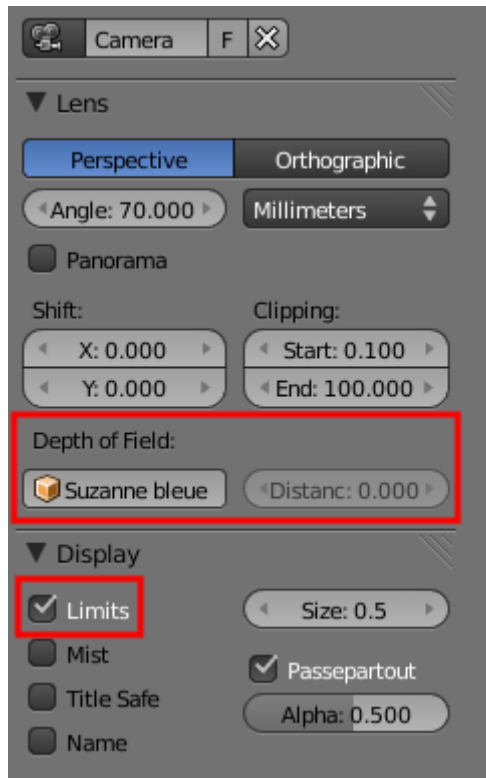 Camera F
Lens
Perspective Orthographic
Angle: 70.000 Millimeters
Panorama
Shift: Clipping:
X: 0.000 Start: 0.100
Y: 0.000 End: 100.000
Depth of Field:
Suzanne bleue Distanc: 0.000
Display
Limits Size: 0.5
Mist
Passepartout
Title Safe
Alpha: 0.500
Name